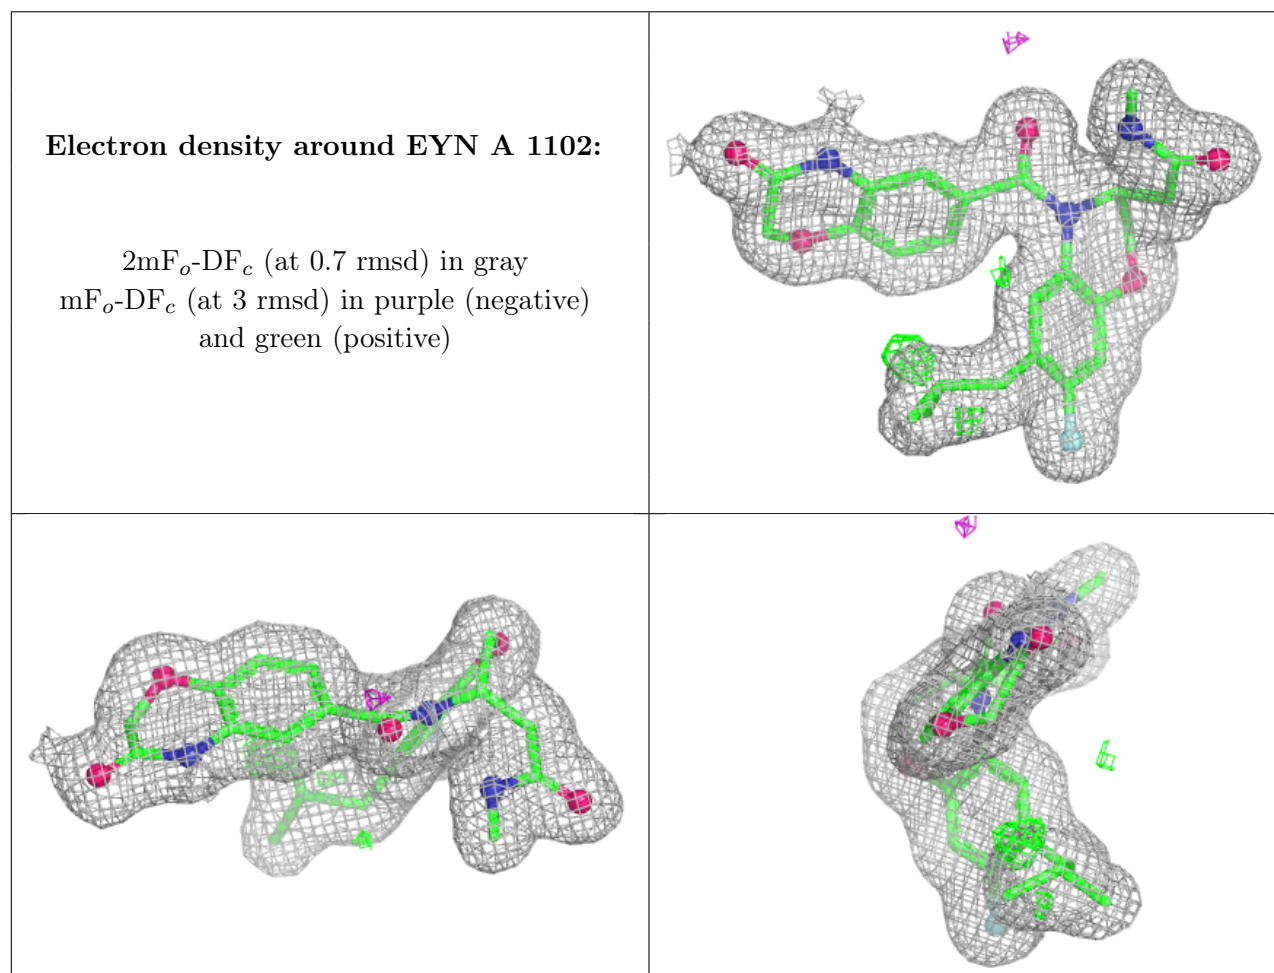 Electron density around EYN A 1102:
2mFo-DFc (at 0.7 rmsd) in gray
mFo-DFc (at 3 rmsd) in purple (negative)
and green (positive)